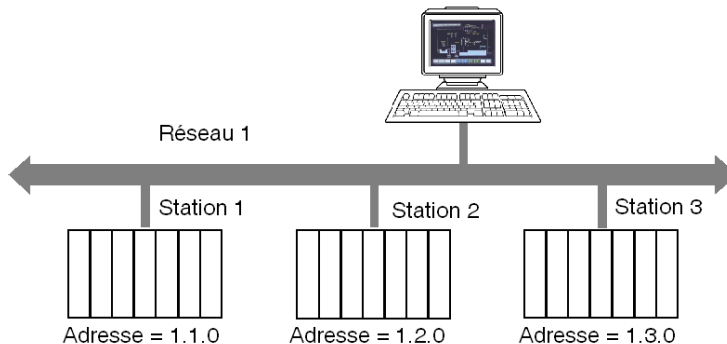 Réseau 1
Station 1
Station 2
Station 3
Adresse = 1.1.0
Adresse = 1.2.0
Adresse = 1.3.0